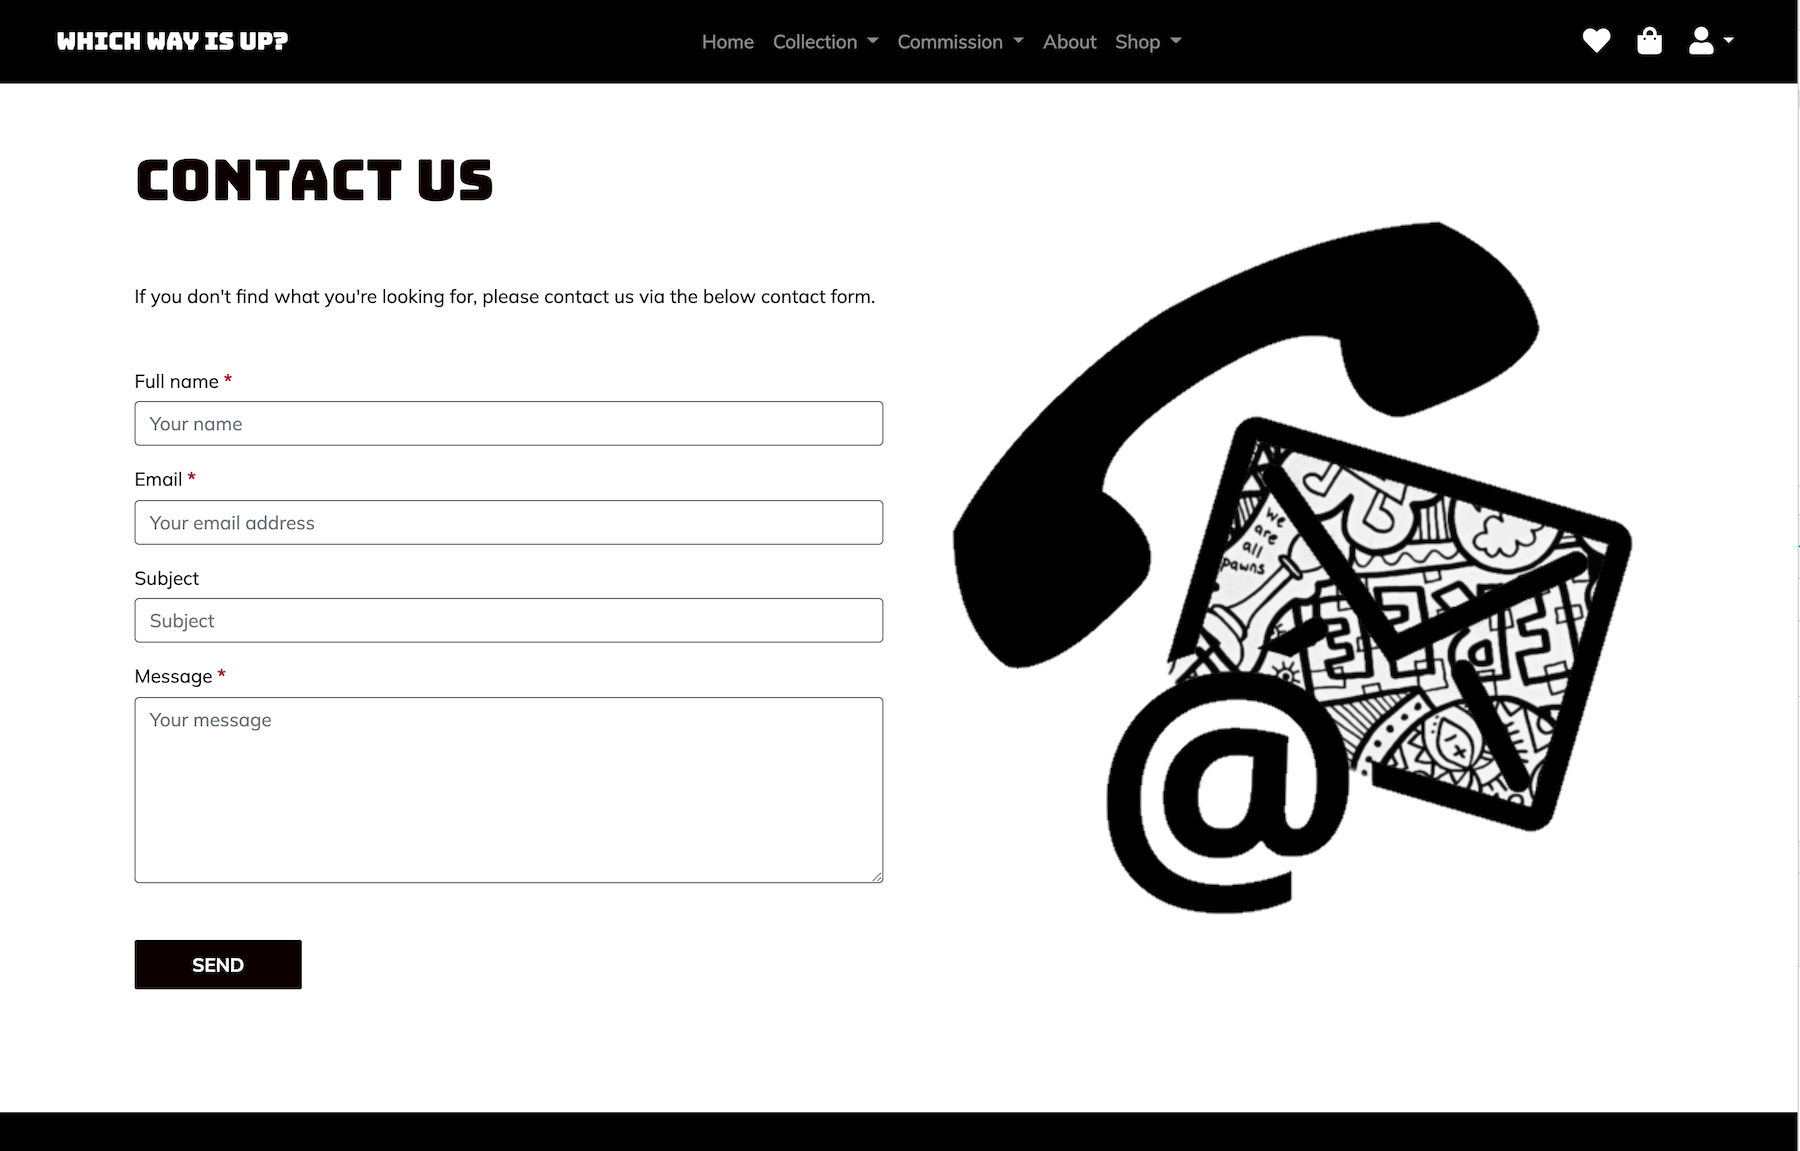 WHICH WAY IS UP?
Home Collection Commission About Shop
CONTACT US
If you don't find what you're looking for, please contact us via the below contact form.
Full name *
Your name
Email *
Your email address
Subject
Subject
Message *
Your message
SEND
we
are
all
pawns
@